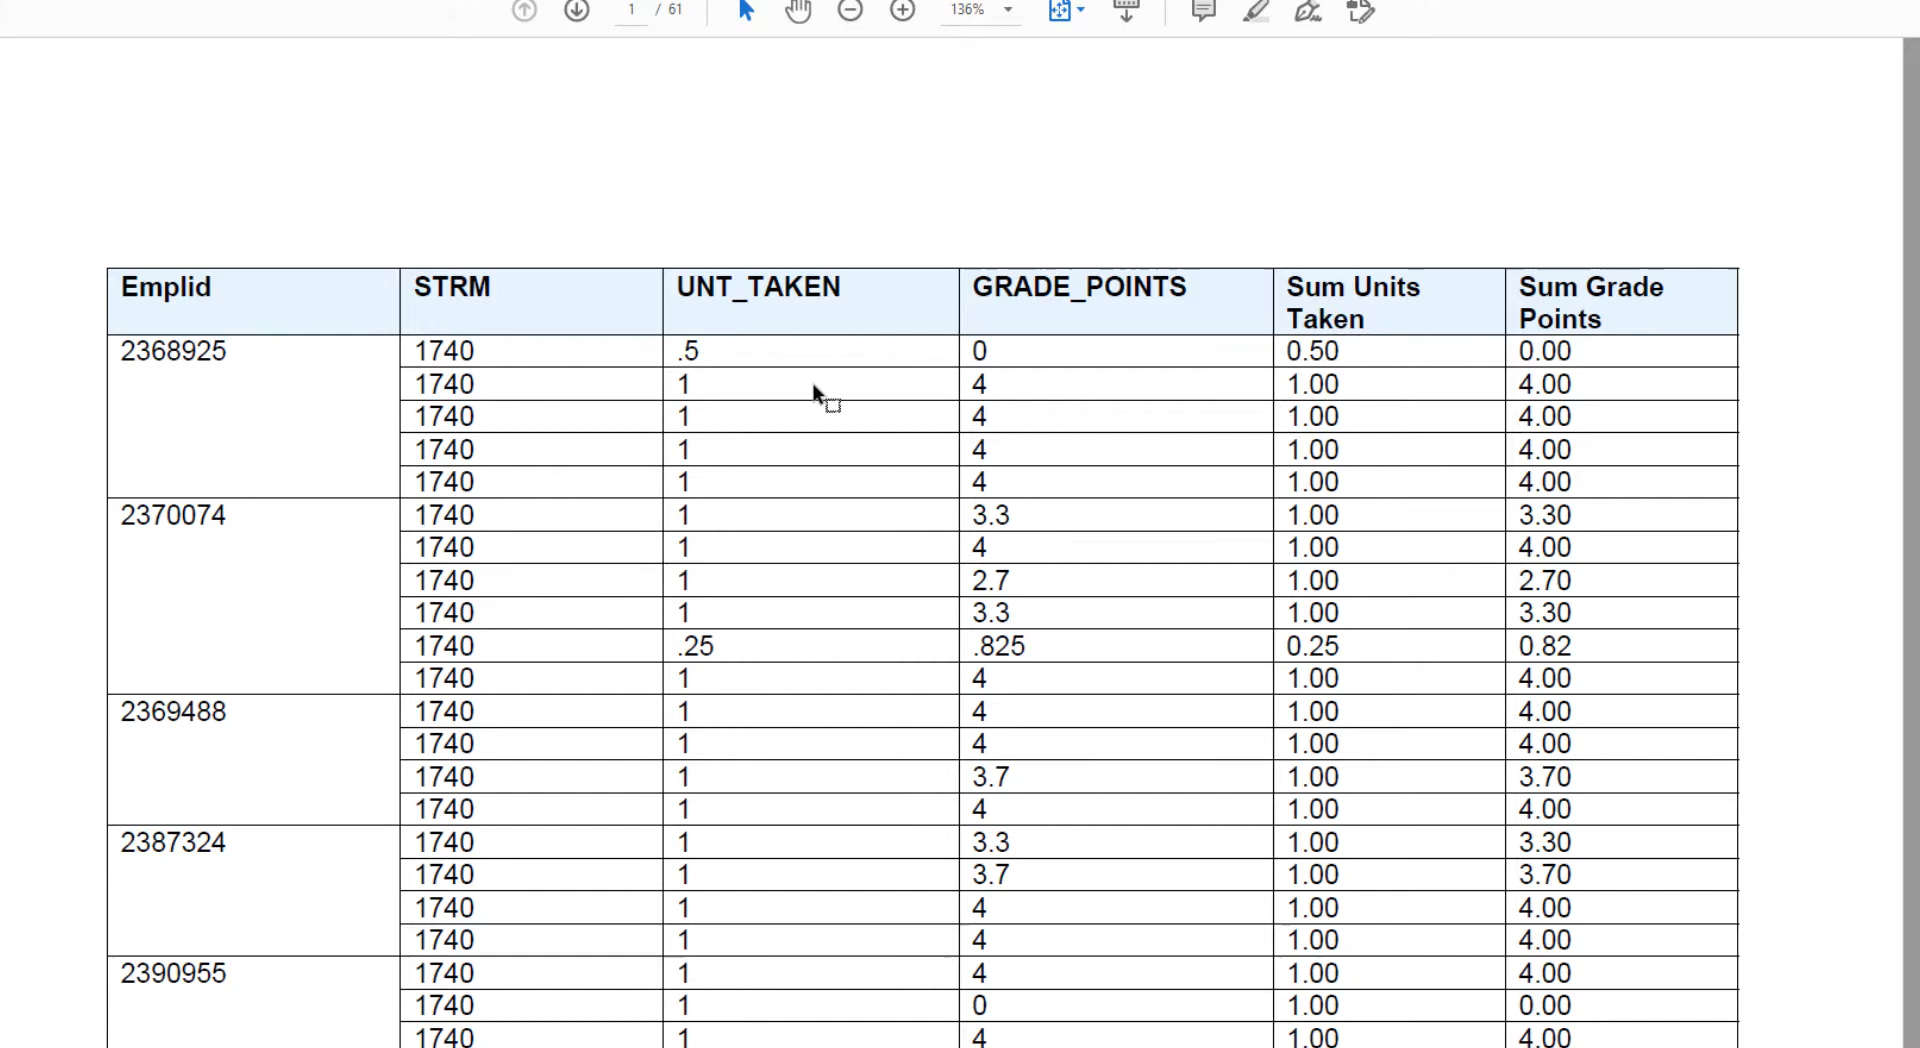 1 / 61 136%
Emplid STRM UNT_TAKEN GRADE_POINTS Sum Units Taken Sum Grade Points
2368925 1740 .5 0 0.50 0.00
1740 1 4 1.00 4.00
1740 1 4 1.00 4.00
1740 1 4 1.00 4.00
1740 1 4 1.00 4.00
2370074 1740 1 3.3 1.00 3.30
1740 1 4 1.00 4.00
1740 1 2.7 1.00 2.70
1740 1 3.3 1.00 3.30
1740 .25 .825 0.25 0.82
1740 1 4 1.00 4.00
2369488 1740 1 4 1.00 4.00
1740 1 4 1.00 4.00
1740 1 3.7 1.00 3.70
1740 1 4 1.00 4.00
2387324 1740 1 3.3 1.00 3.30
1740 1 3.7 1.00 3.70
1740 1 4 1.00 4.00
1740 1 4 1.00 4.00
2390955 1740 1 4 1.00 4.00
1740 1 0 1.00 0.00
1740 1 4 1.00 4.00